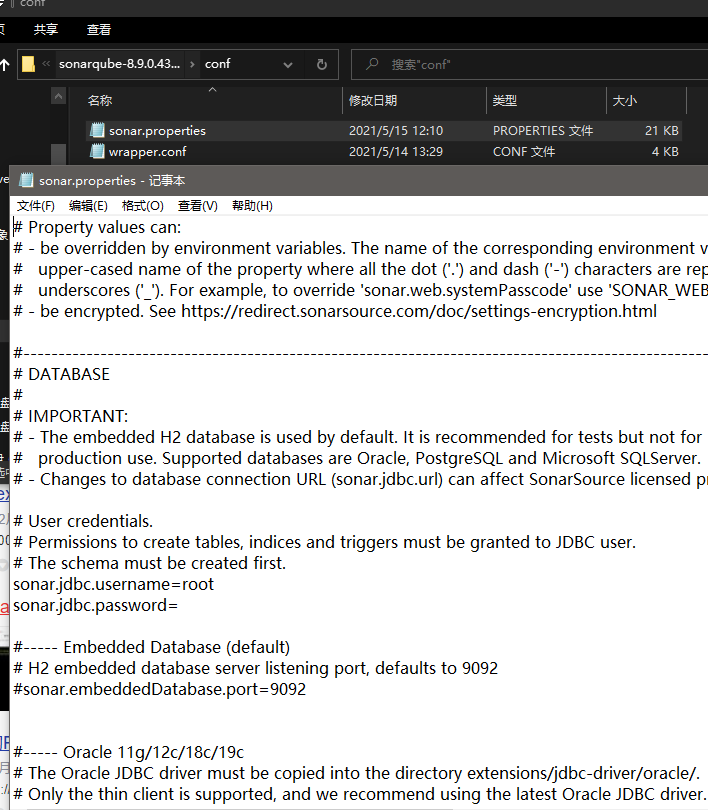 conf
页 共享 查看
sonarqube-8.9.0.43... conf 搜索"conf"
名称 修改日期 类型 大小
sonar.properties 2021/5/15 12:10 PROPERTIES 文件 21 KB
wrapper.conf 2021/5/14 13:29 CONF 文件 4 KB
sonar.properties - 记事本
文件(F) 编辑(E) 格式(O) 查看(V) 帮助(H)
# Property values can:
# - be overridden by environment variables. The name of the corresponding environment v
#   upper-cased name of the property where all the dot ('.') and dash ('-') characters are rep
#   underscores ('_'). For example, to override 'sonar.web.systemPasscode' use 'SONAR_WEB
# - be encrypted. See https://redirect.sonarsource.com/doc/settings-encryption.html
#--------------------------------------------------------------------------------------------------
# DATABASE
#
# IMPORTANT:
# - The embedded H2 database is used by default. It is recommended for tests but not for
#   production use. Supported databases are Oracle, PostgreSQL and Microsoft SQLServer.
# - Changes to database connection URL (sonar.jdbc.url) can affect SonarSource licensed pr
# User credentials.
# Permissions to create tables, indices and triggers must be granted to JDBC user.
# The schema must be created first.
sonar.jdbc.username=root
sonar.jdbc.password=
#----- Embedded Database (default)
# H2 embedded database server listening port, defaults to 9092
#sonar.embeddedDatabase.port=9092
#----- Oracle 11g/12c/18c/19c
# The Oracle JDBC driver must be copied into the directory extensions/jdbc-driver/oracle/.
# Only the thin client is supported, and we recommend using the latest Oracle JDBC driver.